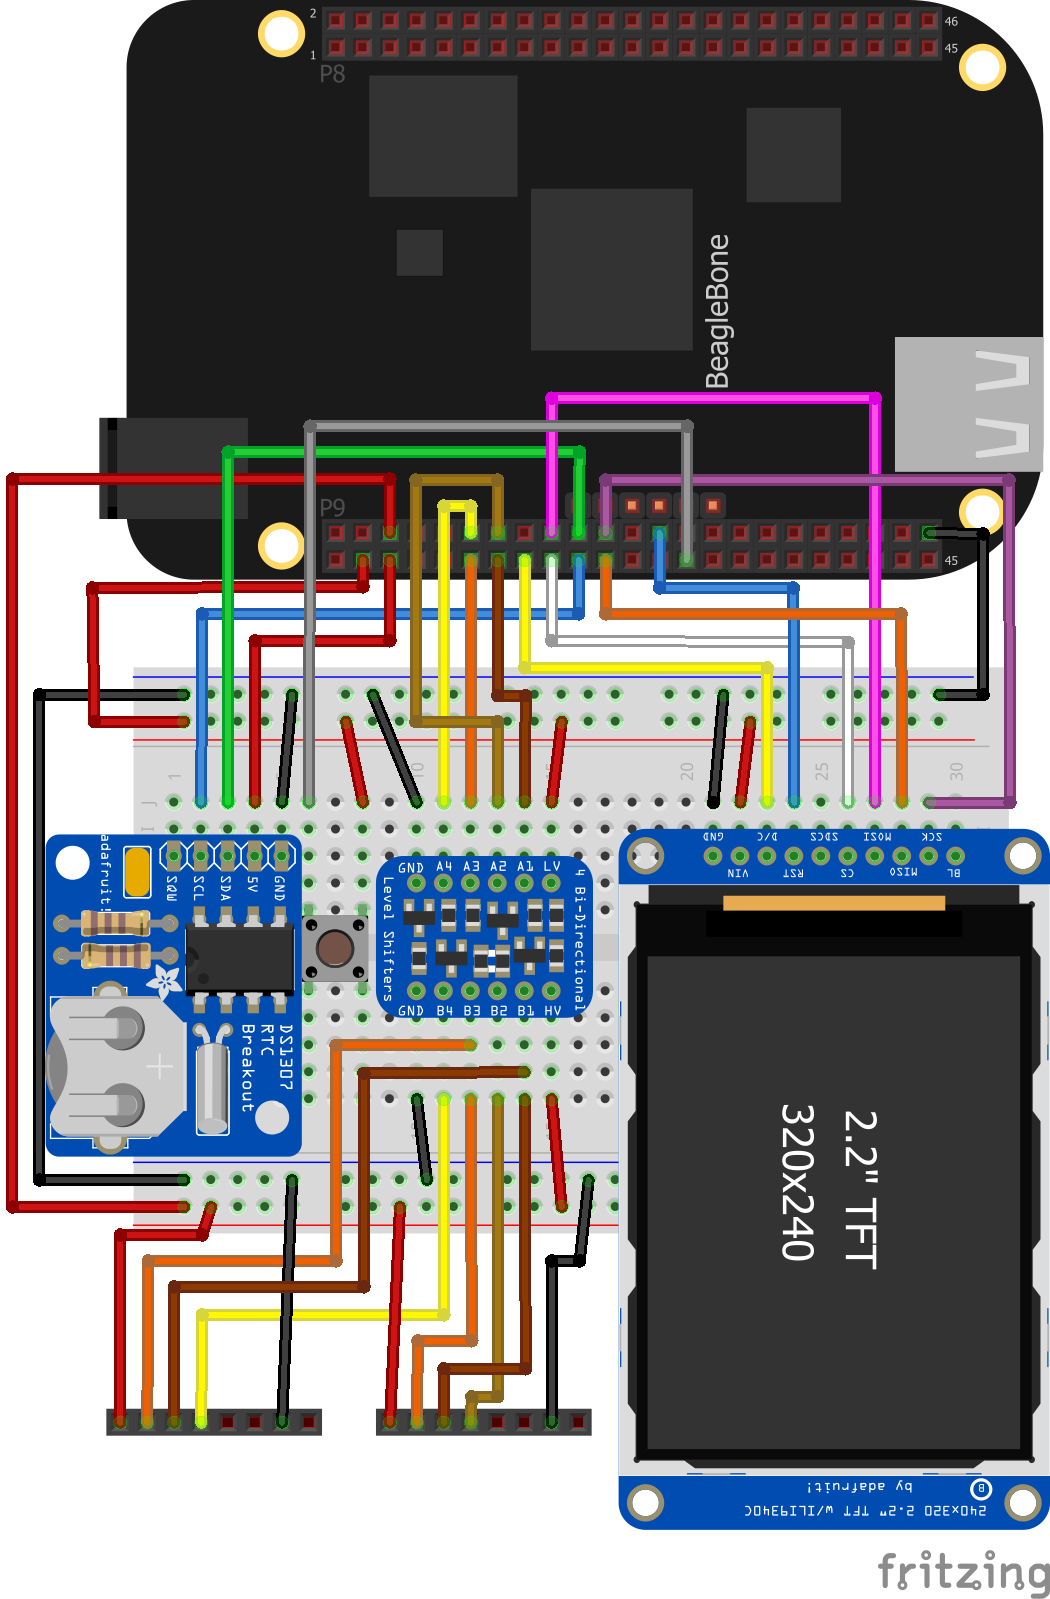 2
46
1
45
P8
BeagleBone
P9
45
1
10
15
20
25
30
J
adafruit!
SQW
SCL
SDA
5V
GND
DS1307
RTC
Breakout
GND A4 A3 A2 A1 LV
Level Shifters
4 Bi-Directional
GND B4 B3 B2 B1 HV
GND
VIN
D/C
RST
SDCS
CS
MOSI
MISO
SCK
BL
2.2" TFT
320x240
by adafruit!
B
240x320 2.2" TFT w/ILI9340C
fritzing